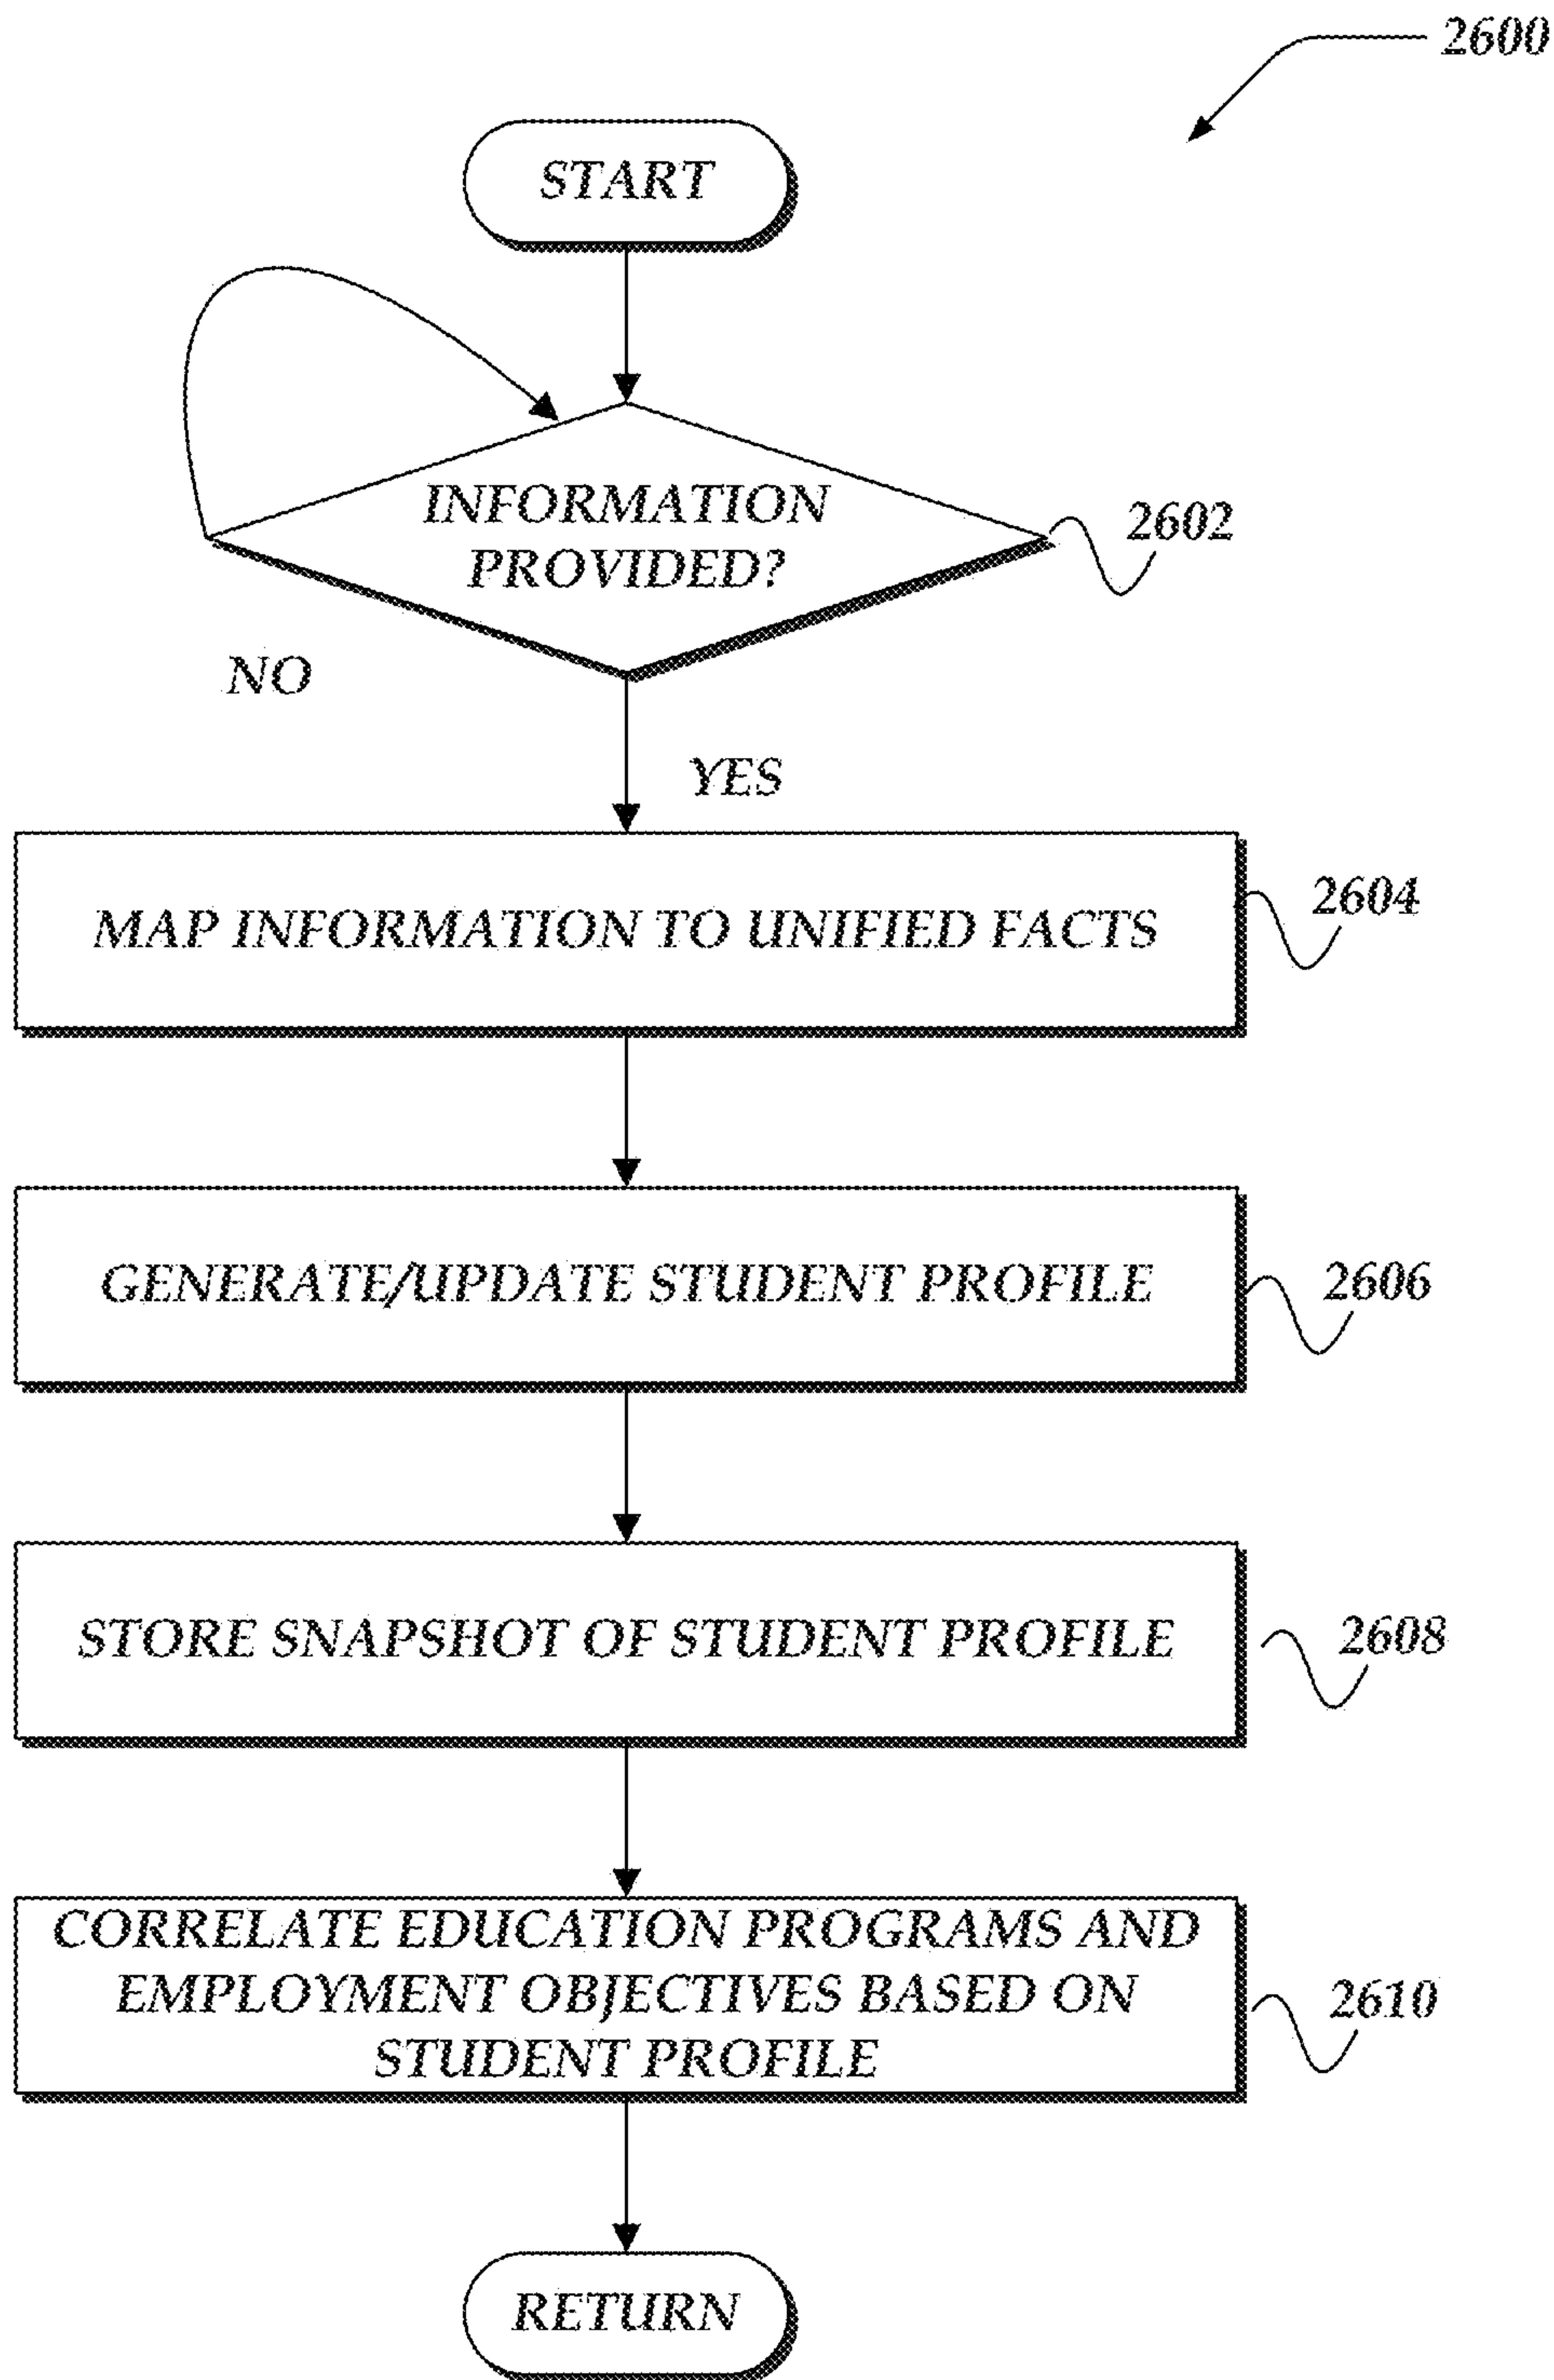 2600
START
INFORMATION
PROVIDED?
2602
NO
YES
MAP INFORMATION TO UNIFIED FACTS
2604
GENERATE/UPDATE STUDENT PROFILE
2606
STORE SNAPSHOT OF STUDENT PROFILE
2608
CORRELATE EDUCATION PROGRAMS AND
EMPLOYMENT OBJECTIVES BASED ON
STUDENT PROFILE
2610
RETURN